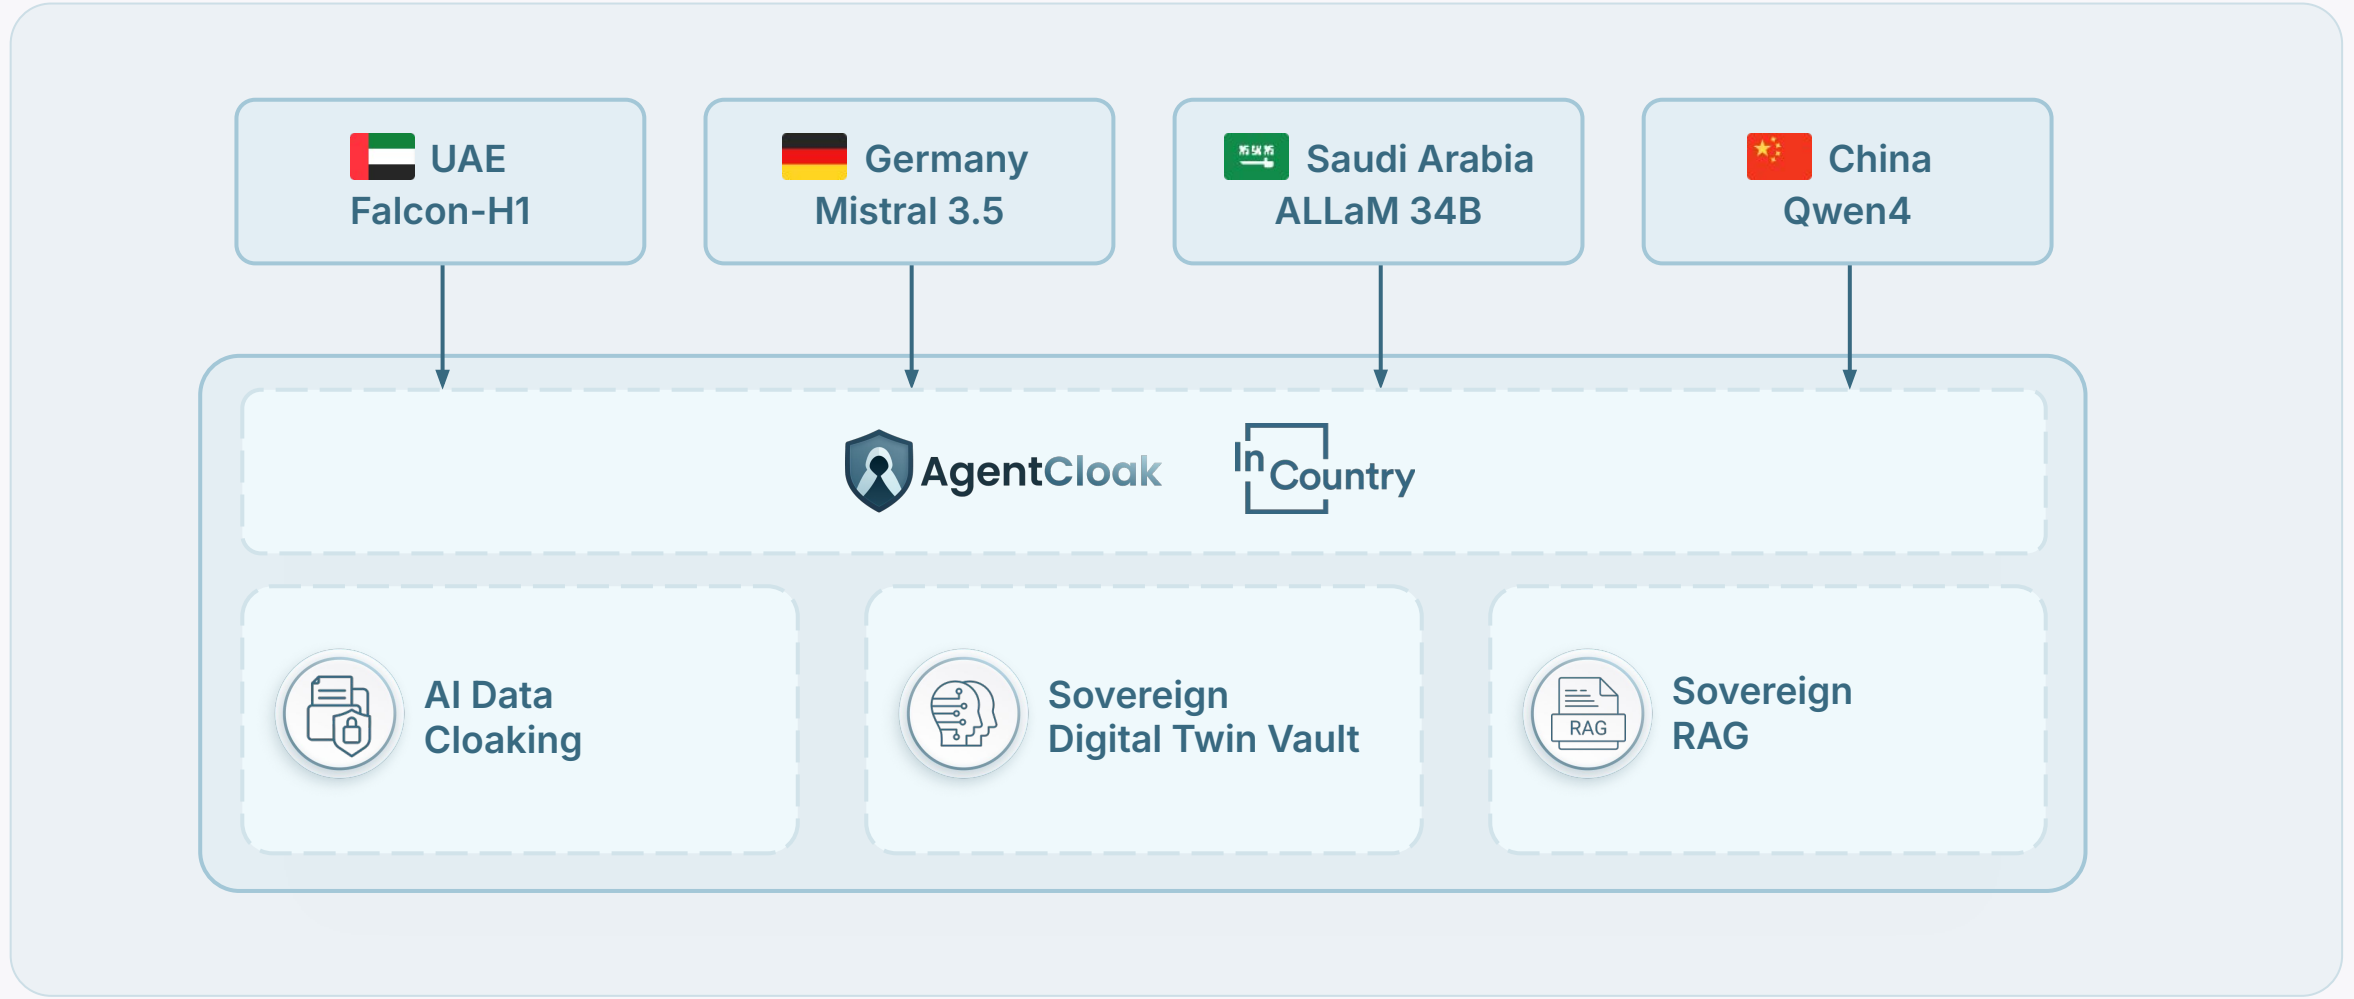 UAE
Falcon-H1
Germany
Mistral 3.5
Saudi Arabia
ALLaM 34B
China
Qwen4
AgentCloak
In
Country
AI Data
Cloaking
Sovereign
Digital Twin Vault
RAG
Sovereign
RAG